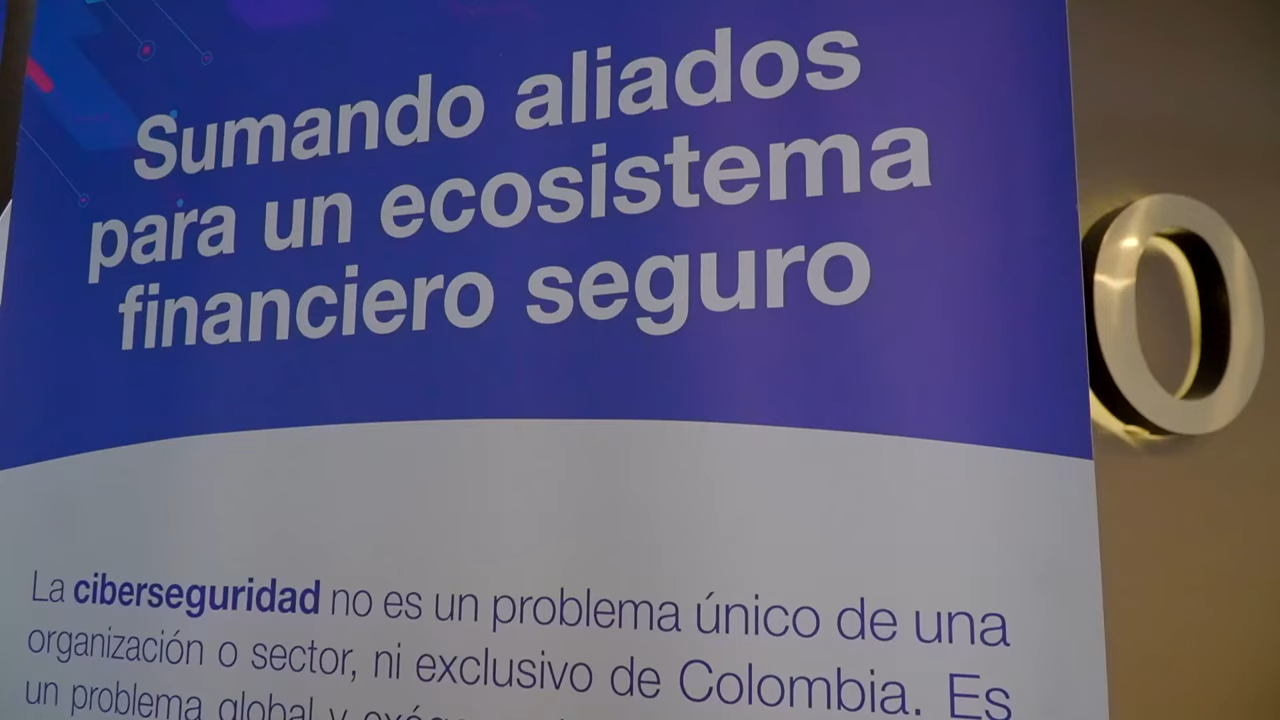 Sumando aliados
para un ecosistema
financiero seguro
La ciberseguridad no es un problema único de una
organización o sector, ni exclusivo de Colombia. Es
un problema global y
O